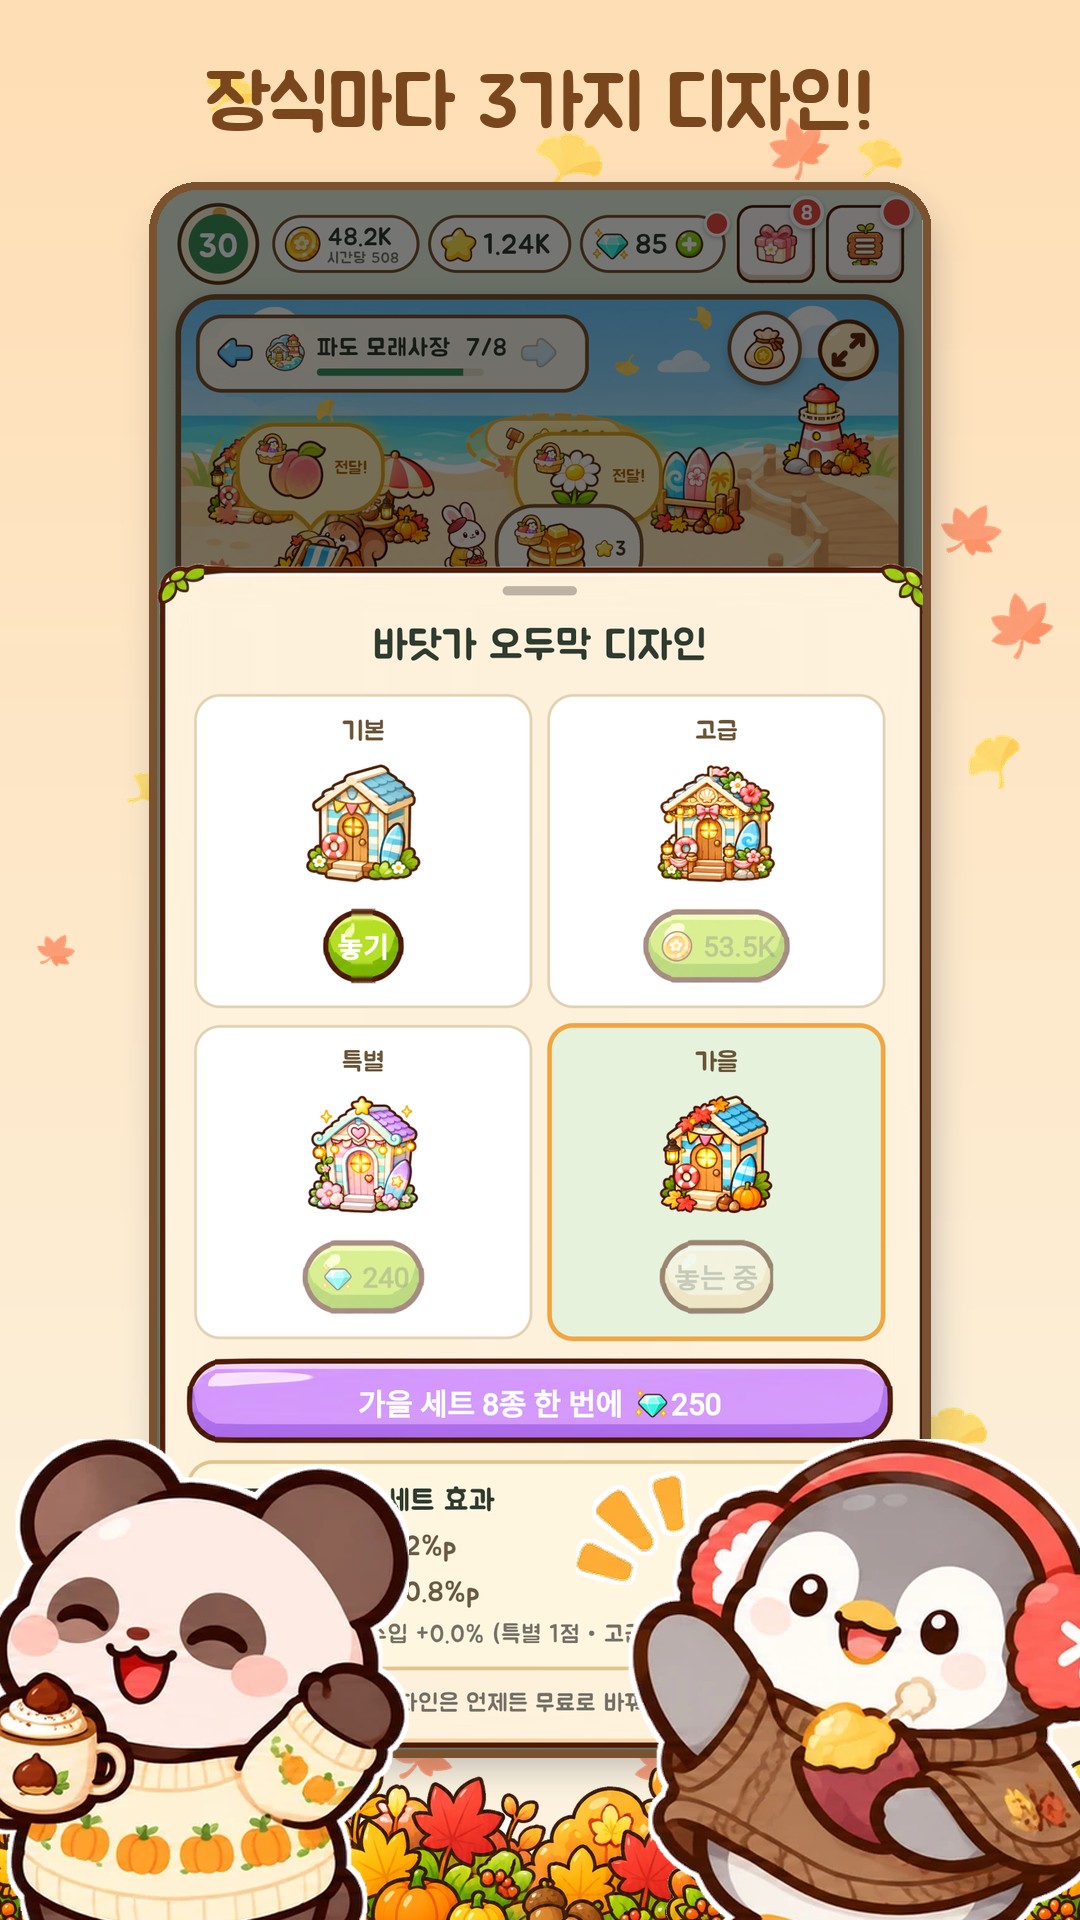 장식마다 3가지 디자인!
30
48.2K
시간당 508
1.24K
85
8
파도 모래사장 7/8
전달!
전달!
3
바닷가 오두막 디자인
기본
고급
놓기
53.5K
특별
가을
240
놓는 중
가을 세트 8종 한 번에 250
세트 효과
2%p
0.8%p
수입 +0.0% (특별 1점 · 고급
자인은 언제든 무료로 바꿔